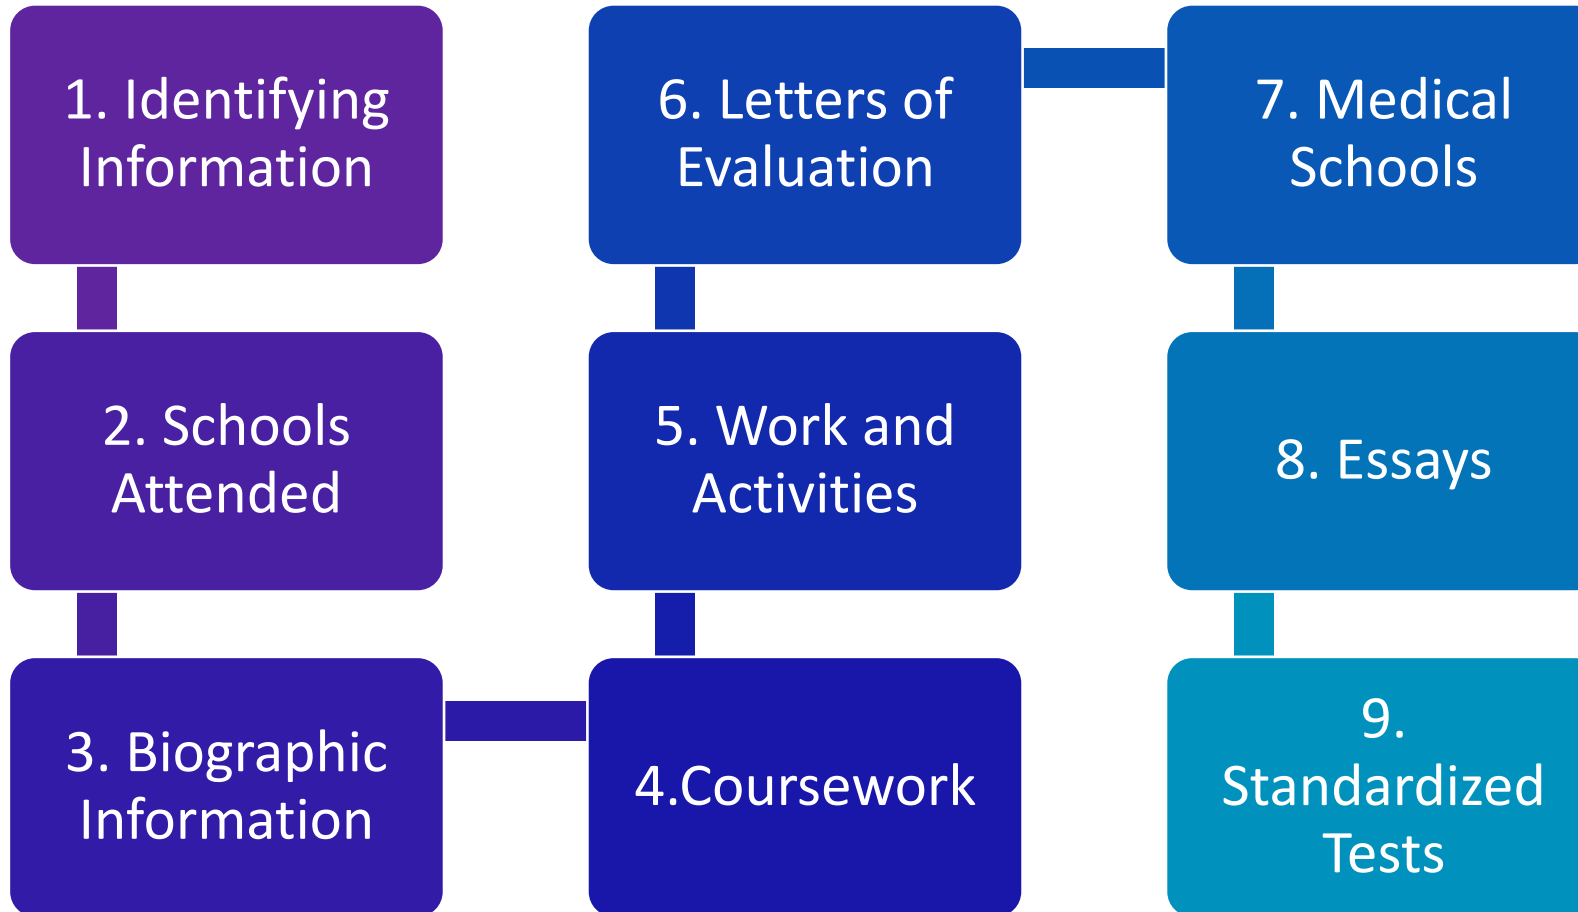 1. Identifying
Information
2. Schools
Attended
3. Biographic
Information
4.Coursework
5. Work and
Activities
6. Letters of
Evaluation
7. Medical
Schools
8. Essays
9.
Standardized
Tests